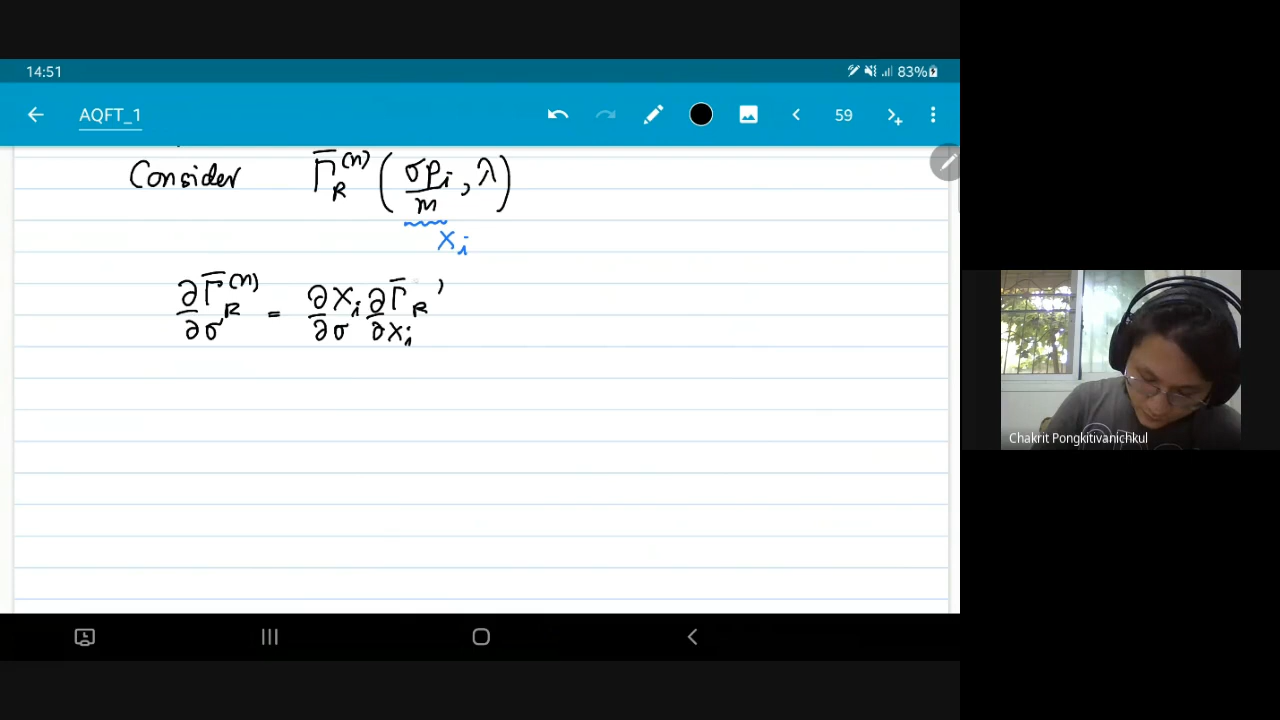 14:51 83%
AQFT_1 59
Consider Γ̅_R^(n) ( σp_i/m , λ )
x_i
∂Γ̅_R^(n)/∂σ = ∂x_i/∂σ ∂Γ̅_R/∂x_i
Chakrit Pongkitivanichkul